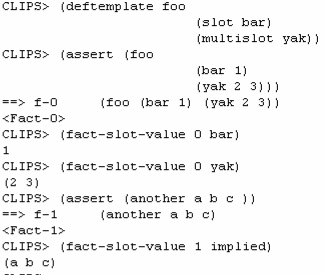 CLIPS> (deftemplate foo
(slot bar)
(multislot yak))
CLIPS> (assert (foo
(bar 1)
(yak 2 3)))
==> f-0 (foo (bar 1) (yak 2 3))
<Fact-0>
CLIPS> (fact-slot-value 0 bar)
1
CLIPS> (fact-slot-value 0 yak)
(2 3)
CLIPS> (assert (another a b c ))
==> f-1 (another a b c)
<Fact-1>
CLIPS> (fact-slot-value 1 implied)
(a b c)